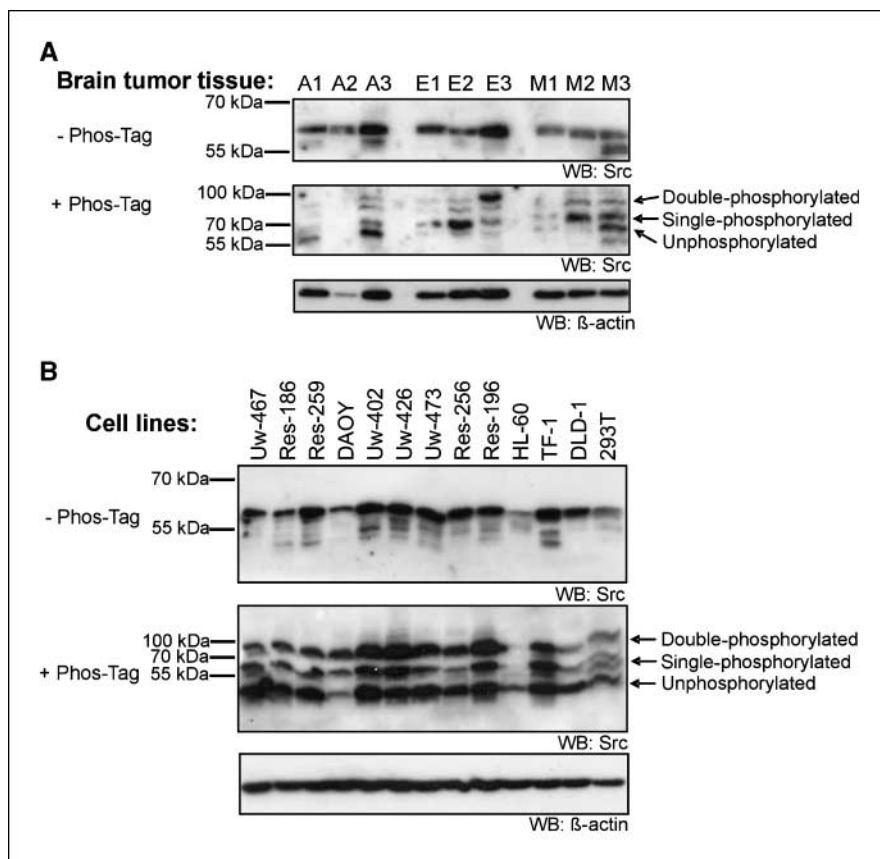 A
Brain tumor tissue: A1 A2 A3 E1 E2 E3 M1 M2 M3
70 kDa
- Phos-Tag
55 kDa
WB: Src
+ Phos-Tag
100 kDa
70 kDa
55 kDa
Double-phosphorylated
Single-phosphorylated
Unphosphorylated
WB: Src
WB: ß-actin
B
Cell lines: Uw-467 Res-186 Res-259 DAOY Uw-402 Uw-426 Uw-473 Res-256 Res-196 HL-60 TF-1 DLD-1 293T
70 kDa
- Phos-Tag
55 kDa
WB: Src
100 kDa
70 kDa
+ Phos-Tag
55 kDa
Double-phosphorylated
Single-phosphorylated
Unphosphorylated
WB: Src
WB: ß-actin